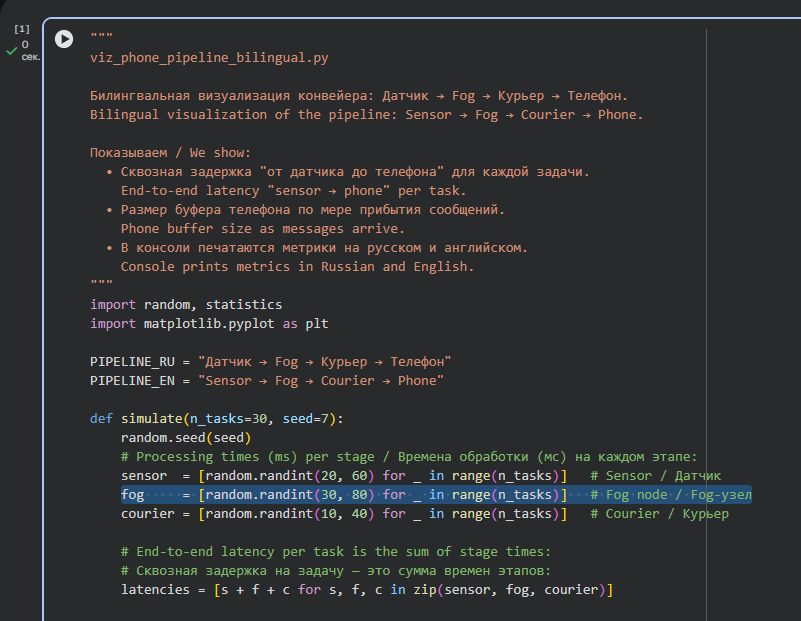 [1]
0
сек.
"""
viz_phone_pipeline_bilingual.py
Билингвальная визуализация конвейера: Датчик → Fog → Курьер → Телефон.
Bilingual visualization of the pipeline: Sensor → Fog → Courier → Phone.
Показываем / We show:
• Сквозная задержка "от датчика до телефона" для каждой задачи.
End-to-end latency "sensor → phone" per task.
• Размер буфера телефона по мере прибытия сообщений.
Phone buffer size as messages arrive.
• В консоли печатаются метрики на русском и английском.
Console prints metrics in Russian and English.
"""
import random, statistics
import matplotlib.pyplot as plt
PIPELINE_RU = "Датчик → Fog → Курьер → Телефон"
PIPELINE_EN = "Sensor → Fog → Courier → Phone"
def simulate(n_tasks=30, seed=7):
random.seed(seed)
# Processing times (ms) per stage / Времена обработки (мс) на каждом этапе:
sensor  = [random.randint(20, 60) for _ in range(n_tasks)]   # Sensor / Датчик
fog     = [random.randint(30, 80) for _ in range(n_tasks)]   # Fog node / Fog-узел
courier = [random.randint(10, 40) for _ in range(n_tasks)]   # Courier / Курьер
# End-to-end latency per task is the sum of stage times:
# Сквозная задержка на задачу — это сумма времен этапов:
latencies = [s + f + c for s, f, c in zip(sensor, fog, courier)]